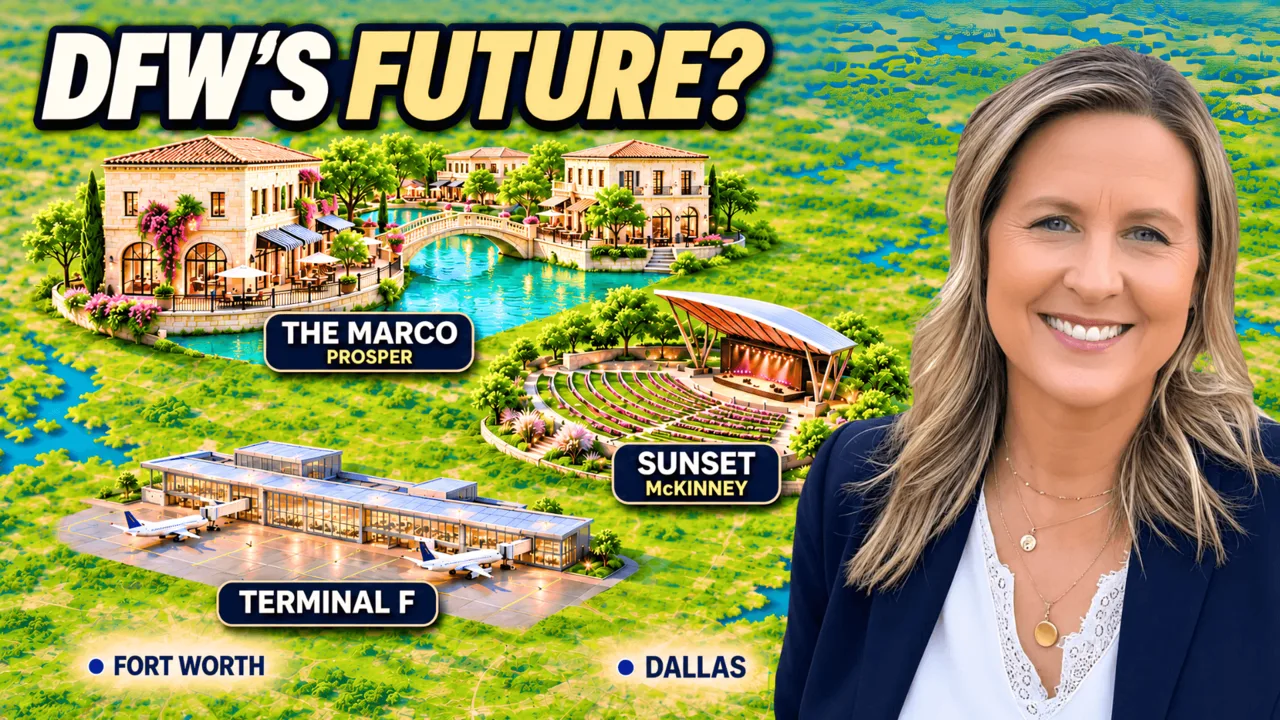 DFW'S FUTURE?
THE MARCO
PROSPER
SUNSET
McKINNEY
TERMINAL F
FORT WORTH
DALLAS